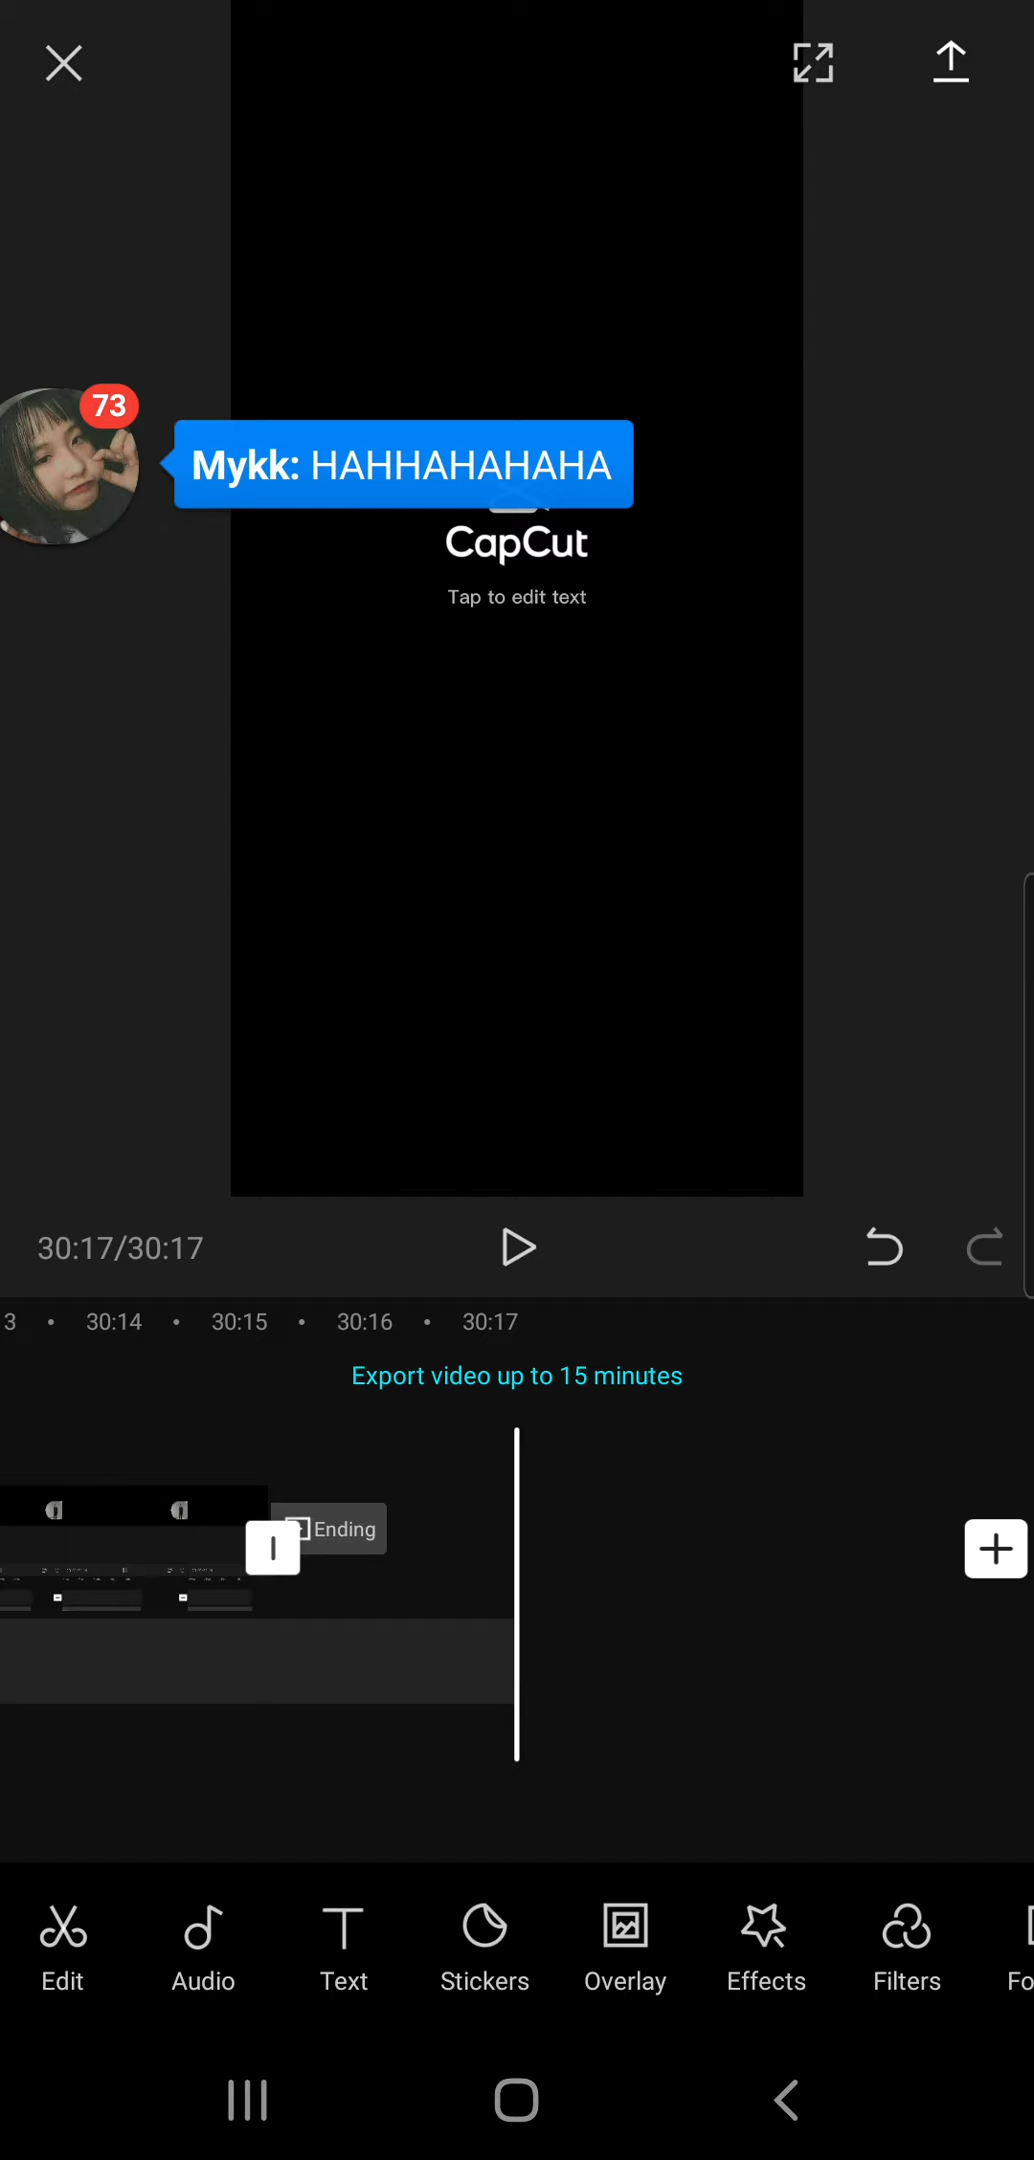 73
Mykk: HAHHAHAHAHA
CapCut
Tap to edit text
30:17/30:17
3 • 30:14 • 30:15 • 30:16 • 30:17
Export video up to 15 minutes
Ending
Edit Audio Text Stickers Overlay Effects Filters Fo